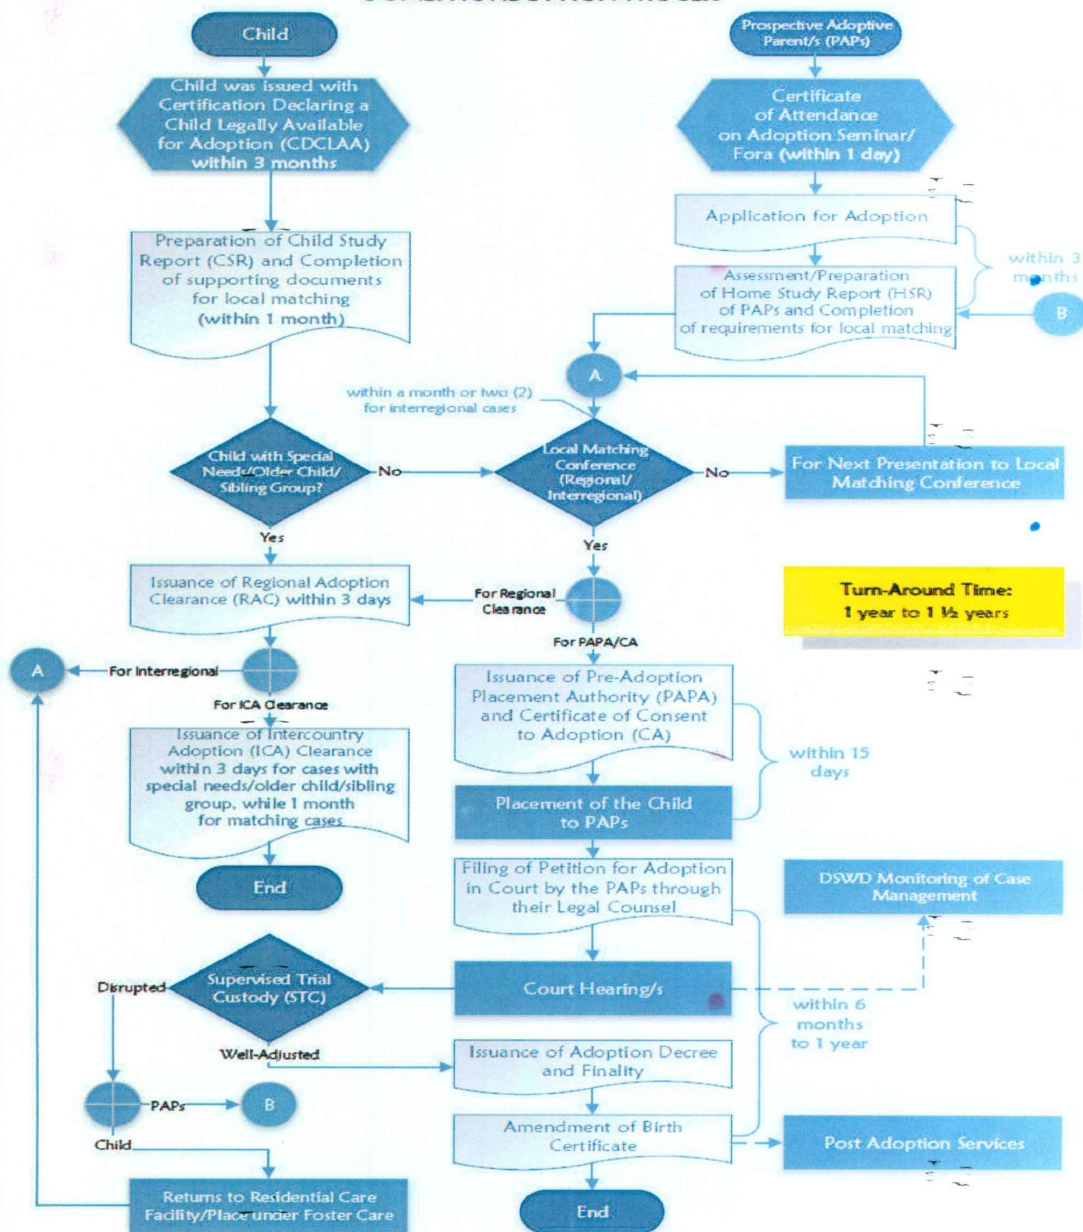 Child
Prospective Adoptive
Parent/s (PAPs)
Child was issued with
Certification Declaring a
Child Legally Available
for Adoption (CDCLAA)
within 3 months
Certificate
of Attendance
on Adoption Seminar/
Fora (within 1 day)
Application for Adoption
within 3
months
Preparation of Child Study
Report (CSR) and Completion
of supporting documents
for local matching
(within 1 month)
Assessment/Preparation
of Home Study Report (HSR)
of PAPs and Completion
of requirements for local matching
B
A
within a month or two (2)
for interregional cases
Child with Special
Needs/Older Child/
Sibling Group?
No
Local Matching
Conference
(Regional/
Interregional)
No
For Next Presentation to Local
Matching Conference
Yes
Yes
Issuance of Regional Adoption
Clearance (RAC) within 3 days
For Regional
Clearance
Turn-Around Time:
1 year to 1 ½ years
For PAPA/CA
A
For Interregional
For ICA Clearance
Issuance of Pre-Adoption
Placement Authority (PAPA)
and Certificate of Consent
to Adoption (CA)
within 15
days
Issuance of Intercountry
Adoption (ICA) Clearance
within 3 days for cases with
special needs/older child/sibling
group, while 1 month
for matching cases
Placement of the Child
to PAPs
End
Filing of Petition for Adoption
in Court by the PAPs through
their Legal Counsel
DSWD Monitoring of Case
Management
Disrupted
Supervised Trial
Custody (STC)
Court Hearing/s
within 6
months
to 1 year
Well-Adjusted
Issuance of Adoption Decree
and Finality
PAPs
B
Child
Amendment of Birth
Certificate
Post Adoption Services
Returns to Residential Care
Facility/Place under Foster Care
End